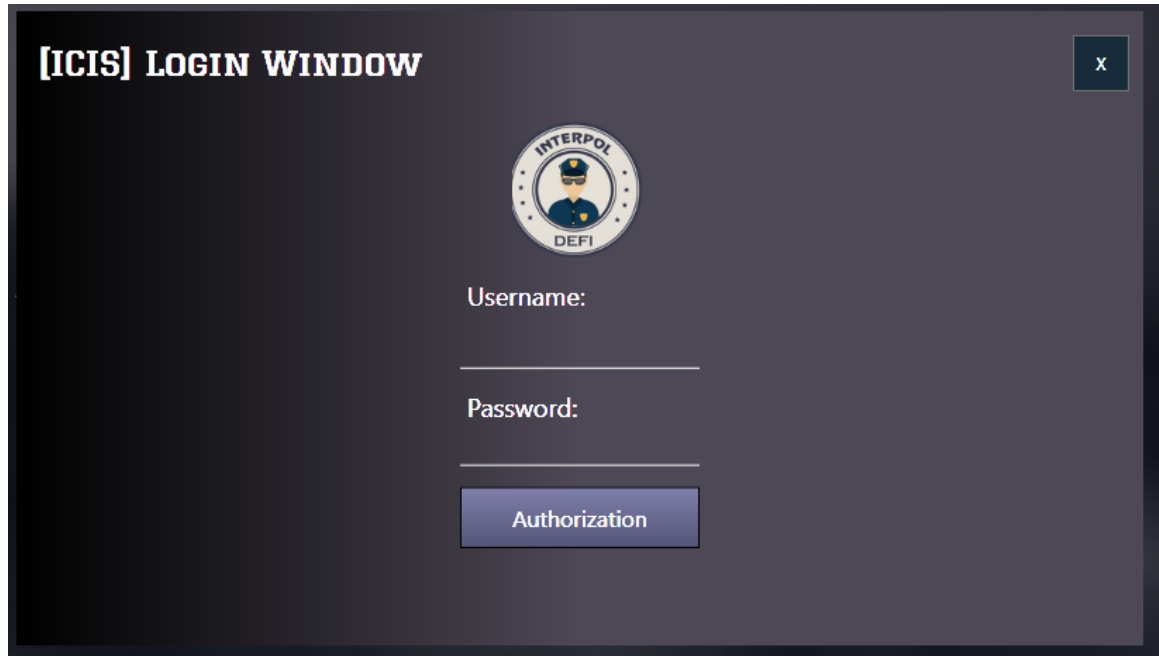 [ICIS] Login Window
x
INTERPOL
DEFI
Username:
Password:
Authorization